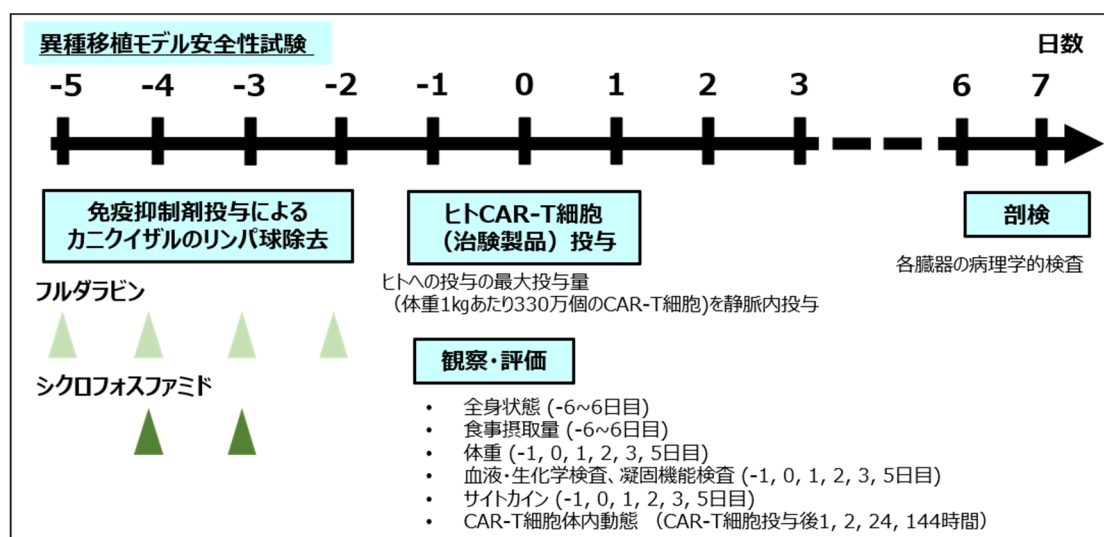 異種移植モデル安全性試験
日数
-5 -4 -3 -2 -1 0 1 2 3 6 7
免疫抑制剤投与による
カニクイザルのリンパ球除去
ヒトCAR-T細胞
（治験製品）投与
剖検
ヒトへの投与の最大投与量
（体重1kgあたり330万個のCAR-T細胞)を静脈内投与
各臓器の病理学的検査
フルダラビン
シクロフォスファミド
観察・評価
• 全身状態 (-6~6日目)
• 食事摂取量 (-6~6日目)
• 体重 (-1, 0, 1, 2, 3, 5日目)
• 血液・生化学検査、凝固機能検査 (-1, 0, 1, 2, 3, 5日目)
• サイトカイン (-1, 0, 1, 2, 3, 5日目)
• CAR-T細胞体内動態 （CAR-T細胞投与後1, 2, 24, 144時間）